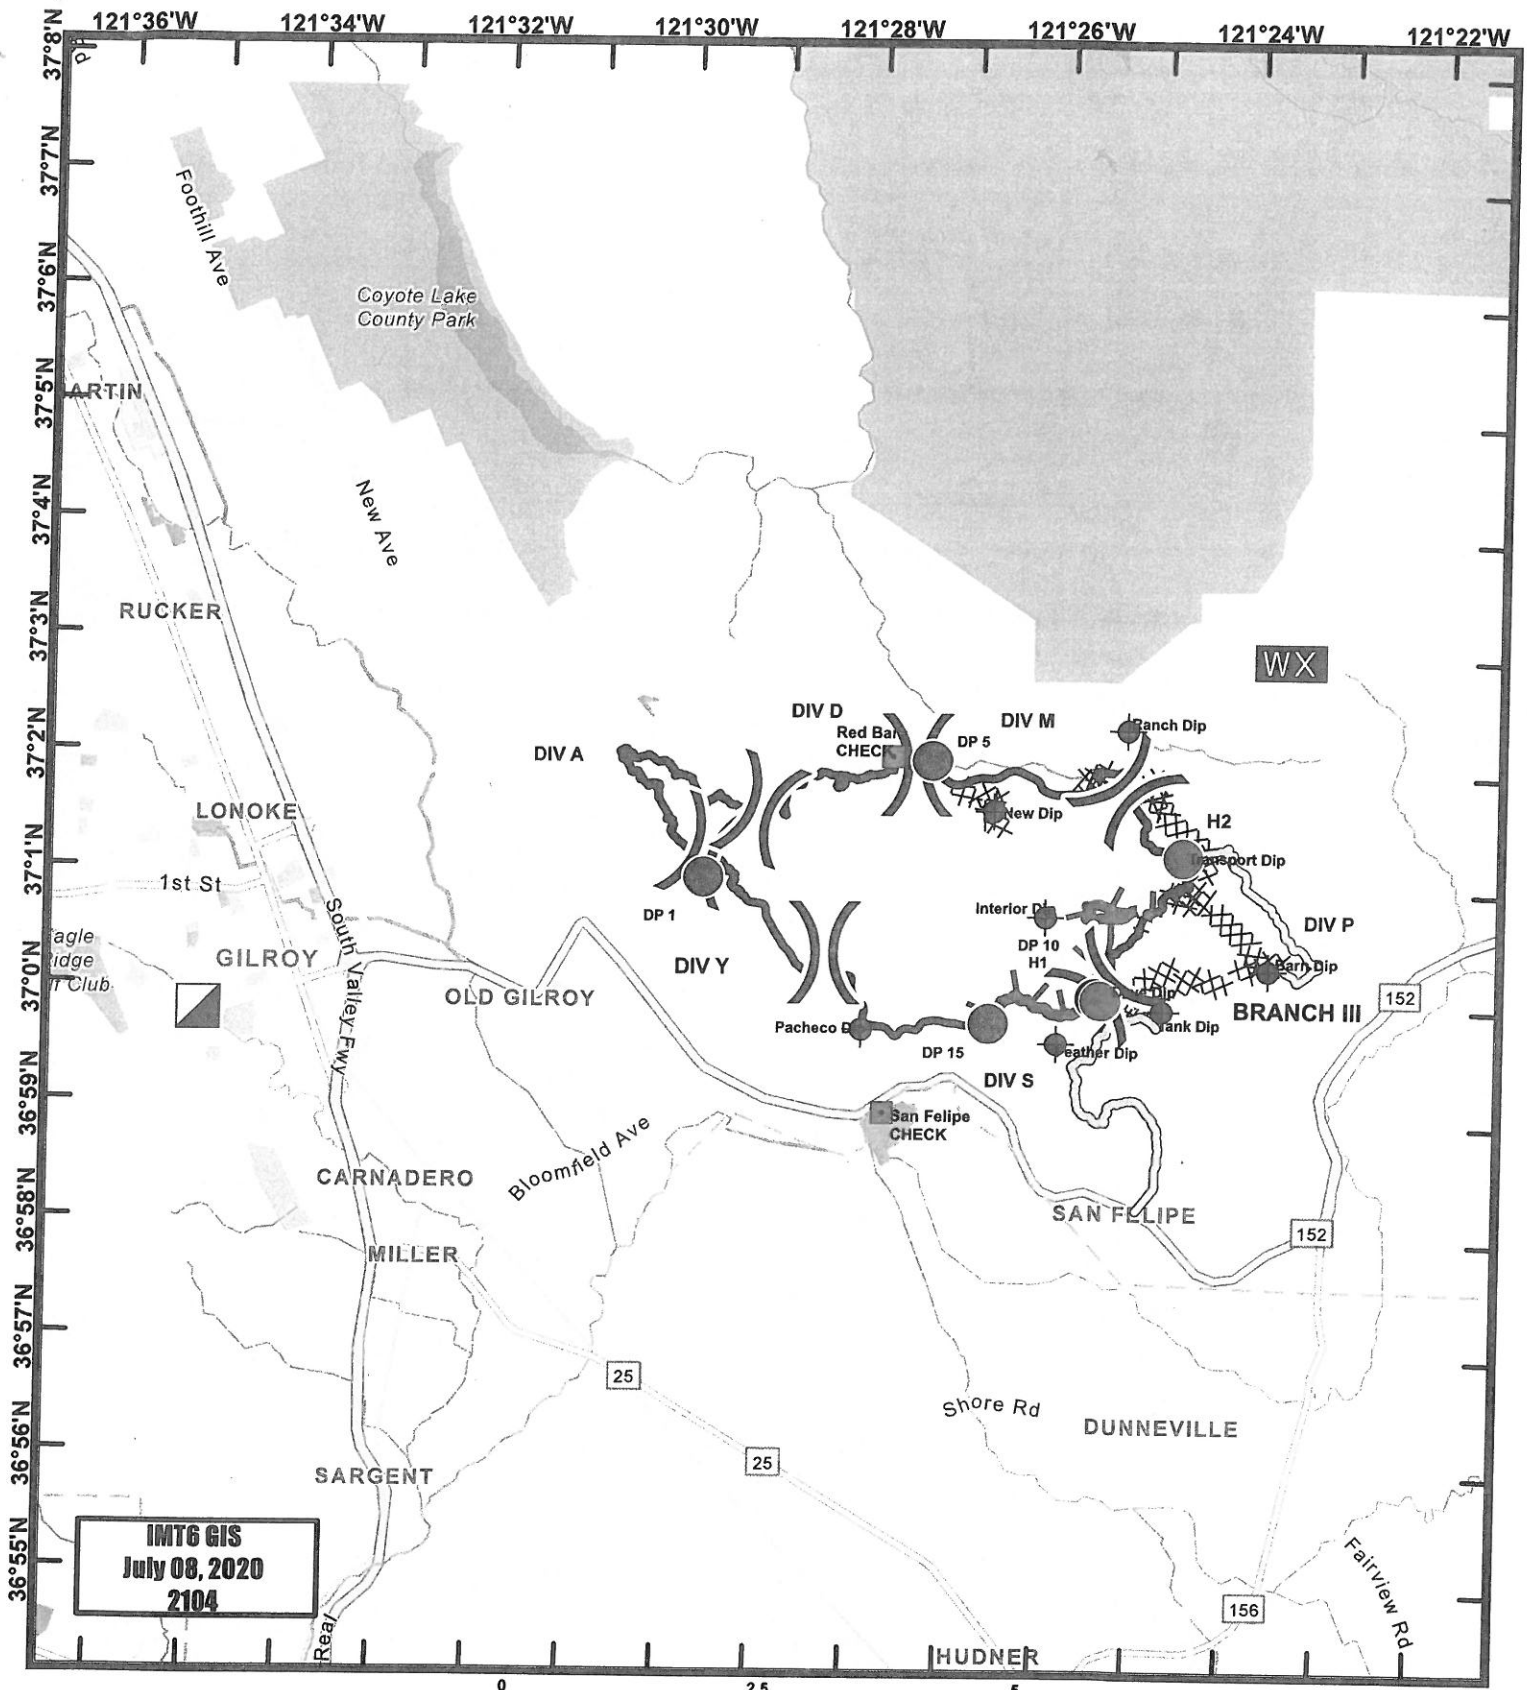 121°36'W 121°34'W 121°32'W 121°30'W 121°28'W 121°26'W 121°24'W 121°22'W
37°8'N
37°7'N
37°6'N
37°5'N
37°4'N
37°3'N
37°2'N
37°1'N
37°0'N
36°59'N
36°58'N
36°57'N
36°56'N
36°55'N
Foothill Ave
Coyote Lake
County Park
ARTIN
New Ave
RUCKER
WX
DIV D
DIV M
Ranch Dip
Red Bar
CHECK
DP 5
DIV A
LONOKE
New Dip
H2
Transport Dip
1st St
DP 1
Interior D
DIV P
South Valley Fwy
agle
idge
f Club
GILROY
DIV Y
DP 10
H1
Barn Dip
OLD GILROY
Dip
152
BRANCH III
Pacheco D
DP 15
Tank Dip
eather Dip
DIV S
San Felipe
CHECK
Bloomfield Ave
CARNADERO
SAN FELIPE
152
MILLER
25
Shore Rd
DUNNEVILLE
25
SARGENT
IMT6 GIS
July 08, 2020
2104
Fairview Rd
156
Real
HUDNER
0 2.5 5